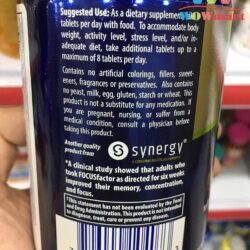 Suggested Use: As a dietary supplement
tablets per day with food. To accommodate body
weight, activity level, stress level, and/or in-
adequate diet, take additional tablets up to a
maximum of 8 tablets per day.
Contains no artificial colorings, fillers, sweet-
eners, fragrances or preservatives. Also contains
no yeast, milk, egg, gluten, starch or wheat. This
product is not a substitute for any medication. If
you are pregnant, nursing, or suffer from a
medical condition, consult a physician before
taking this product.
Another quality
product from
S synergy
*A clinical study showed that adults who
took FOCUSfactor as directed for six weeks
improved their memory, concentration,
and focus.
†This statement has not been evaluated by the Food
and Drug Administration. This product is not intended
to diagnose, treat, cure or prevent any disease.